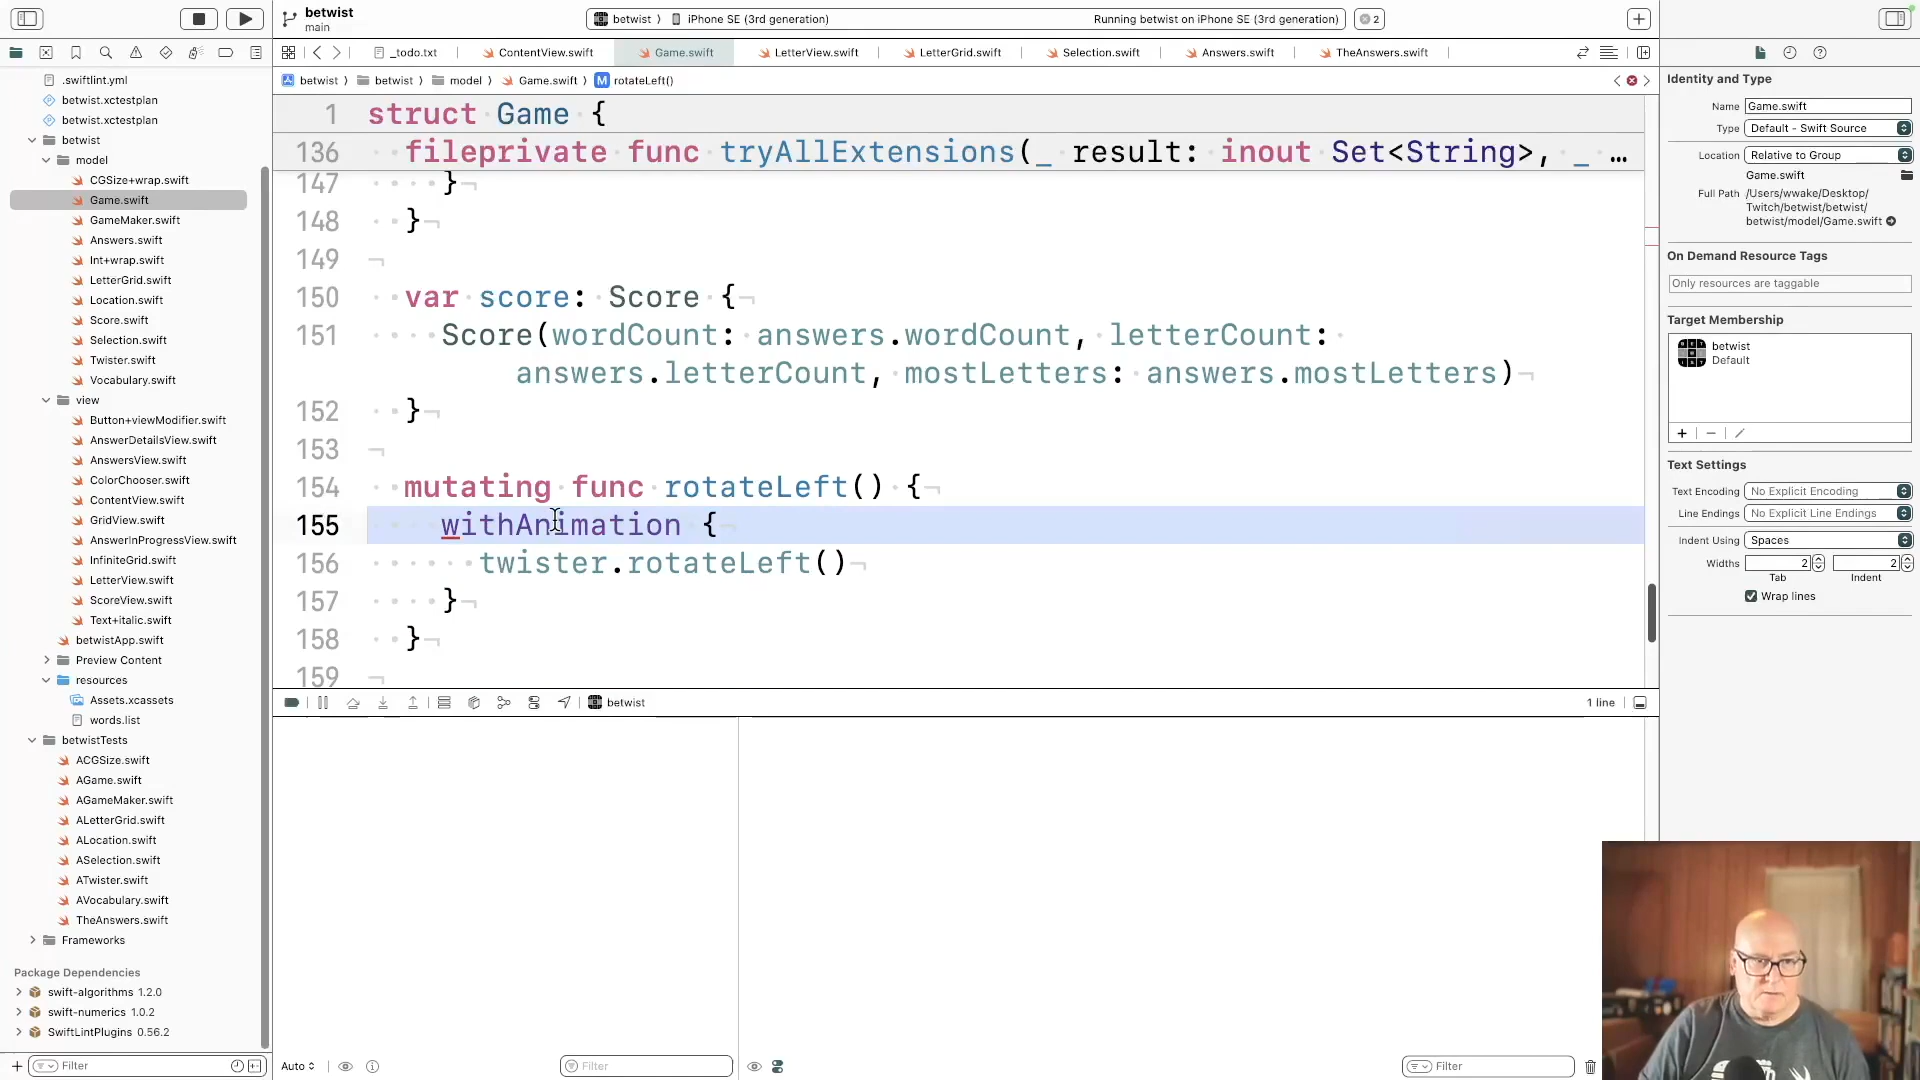 betwist
main
betwist
iPhone SE (3rd generation)
Running betwist on iPhone SE (3rd generation)
2
_todo.txt
ContentView.swift
Game.swift
LetterView.swift
LetterGrid.swift
Selection.swift
Answers.swift
TheAnswers.swift
betwist
betwist
model
Game.swift
M
rotateLeft()
.swiftlint.yml
betwist.xctestplan
betwist.xctestplan
betwist
model
CGSize+wrap.swift
Game.swift
GameMaker.swift
Answers.swift
Int+wrap.swift
LetterGrid.swift
Location.swift
Score.swift
Selection.swift
Twister.swift
Vocabulary.swift
view
Button+viewModifier.swift
AnswerDetailsView.swift
AnswersView.swift
ColorChooser.swift
ContentView.swift
GridView.swift
AnswerInProgressView.swift
InfiniteGrid.swift
LetterView.swift
ScoreView.swift
Text+italic.swift
betwistApp.swift
Preview Content
resources
Assets.xcassets
words.list
betwistTests
ACGSize.swift
AGame.swift
AGameMaker.swift
ALetterGrid.swift
ALocation.swift
ASelection.swift
ATwister.swift
AVocabulary.swift
TheAnswers.swift
Frameworks
Package Dependencies
swift-algorithms 1.2.0
swift-numerics 1.0.2
SwiftLintPlugins 0.56.2
Filter
1 struct Game {
136 fileprivate func tryAllExtensions(_ result: inout Set<String>, _ …
147 }
148 }
149
150 var score: Score {
151 Score(wordCount: answers.wordCount, letterCount:
answers.letterCount, mostLetters: answers.mostLetters)
152 }
153
154 mutating func rotateLeft() {
155 withAnimation {
156 twister.rotateLeft()
157 }
158 }
159
betwist
1 line
Auto
Filter
Filter
Identity and Type
Name Game.swift
Type Default - Swift Source
Location Relative to Group
Game.swift
Full Path /Users/wwake/Desktop/
Twitch/betwist/betwist/
betwist/model/Game.swift
On Demand Resource Tags
Only resources are taggable
Target Membership
betwist
Default
Text Settings
Text Encoding No Explicit Encoding
Line Endings No Explicit Line Endings
Indent Using Spaces
Widths 2 2
Tab Indent
Wrap lines